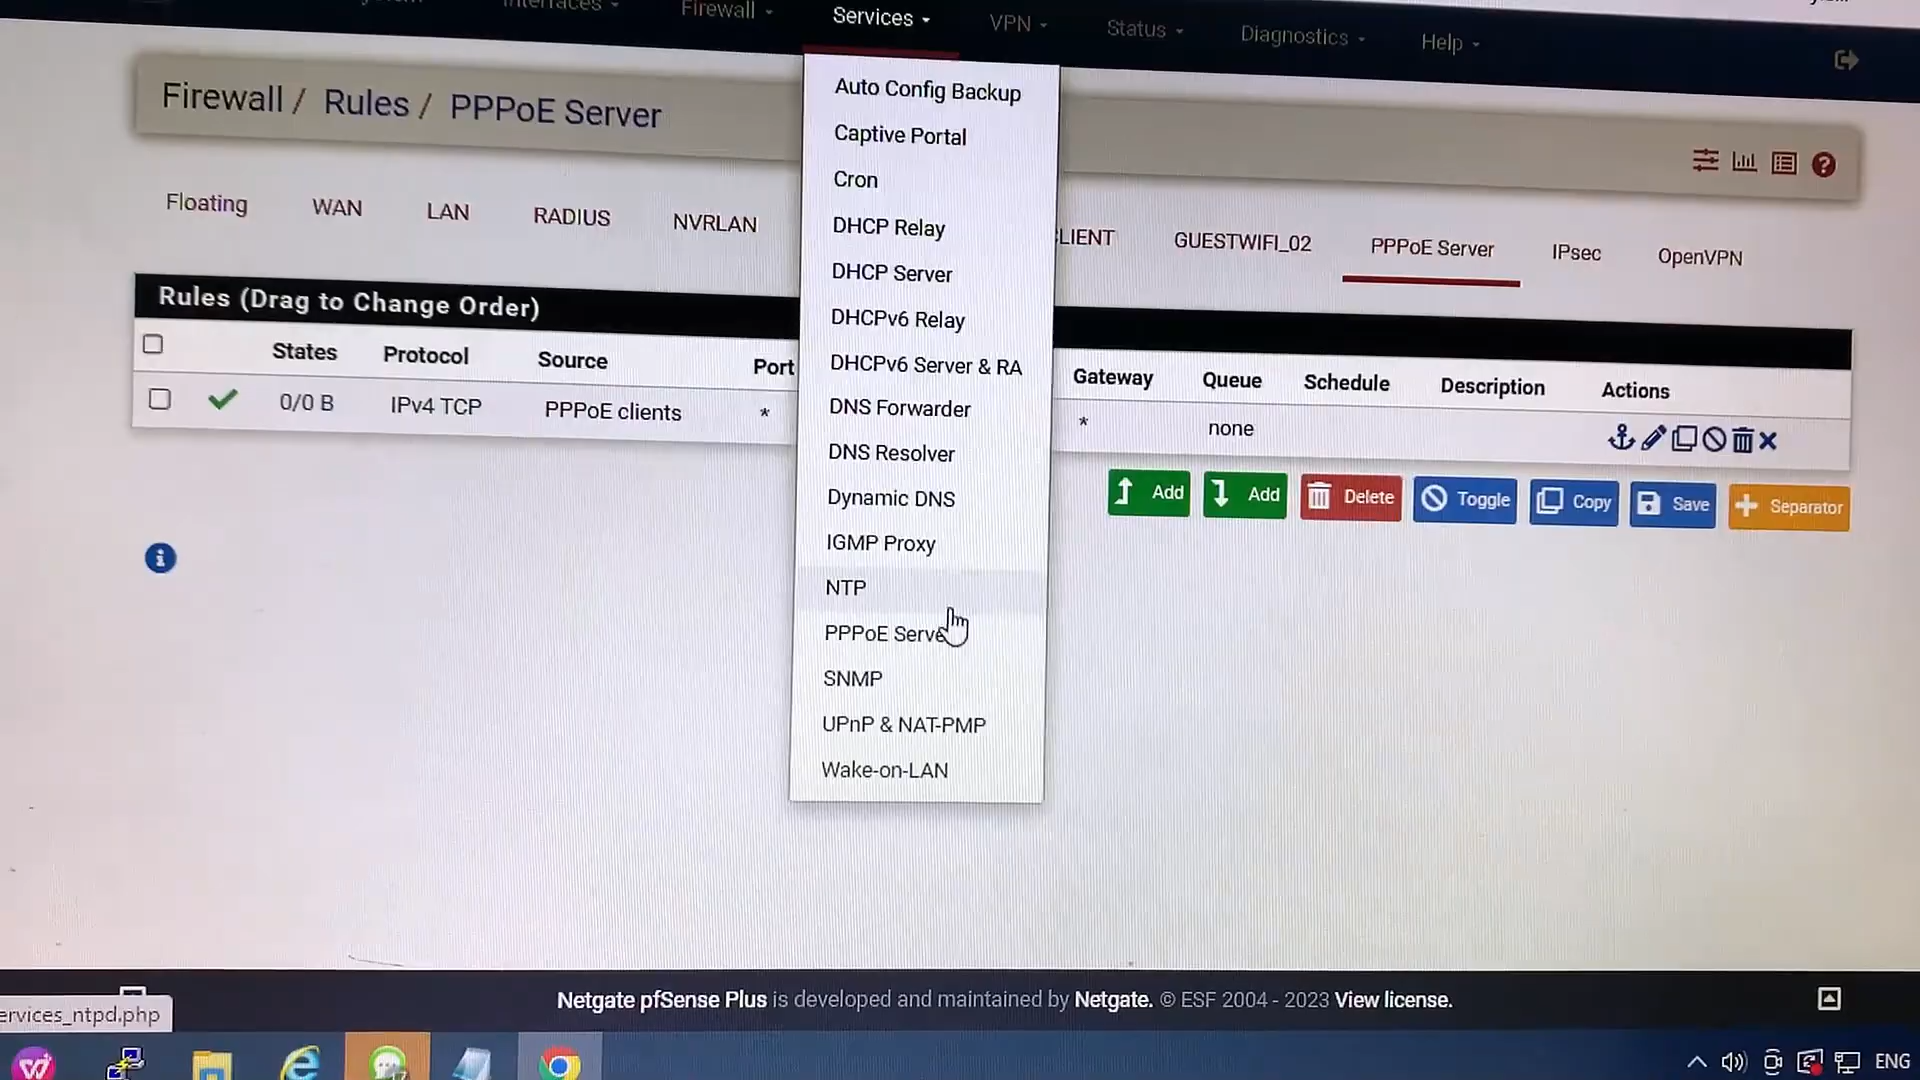 Interfaces
Firewall
Services
VPN
Status
Diagnostics
Help
Firewall / Rules / PPPoE Server
Floating
WAN
LAN
RADIUS
NVRLAN
CLIENT
GUESTWIFI_02
PPPoE Server
IPsec
OpenVPN
Auto Config Backup
Captive Portal
Cron
DHCP Relay
DHCP Server
DHCPv6 Relay
DHCPv6 Server & RA
DNS Forwarder
DNS Resolver
Dynamic DNS
IGMP Proxy
NTP
PPPoE Serve
SNMP
UPnP & NAT-PMP
Wake-on-LAN
Rules (Drag to Change Order)
States Protocol Source Port Gateway Queue Schedule Description Actions
0/0 B IPv4 TCP PPPoE clients * * none
Add
Add
Delete
Toggle
Copy
Save
Separator
Netgate pfSense Plus is developed and maintained by Netgate. © ESF 2004 - 2023 View license.
ervices_ntpd.php
ENG